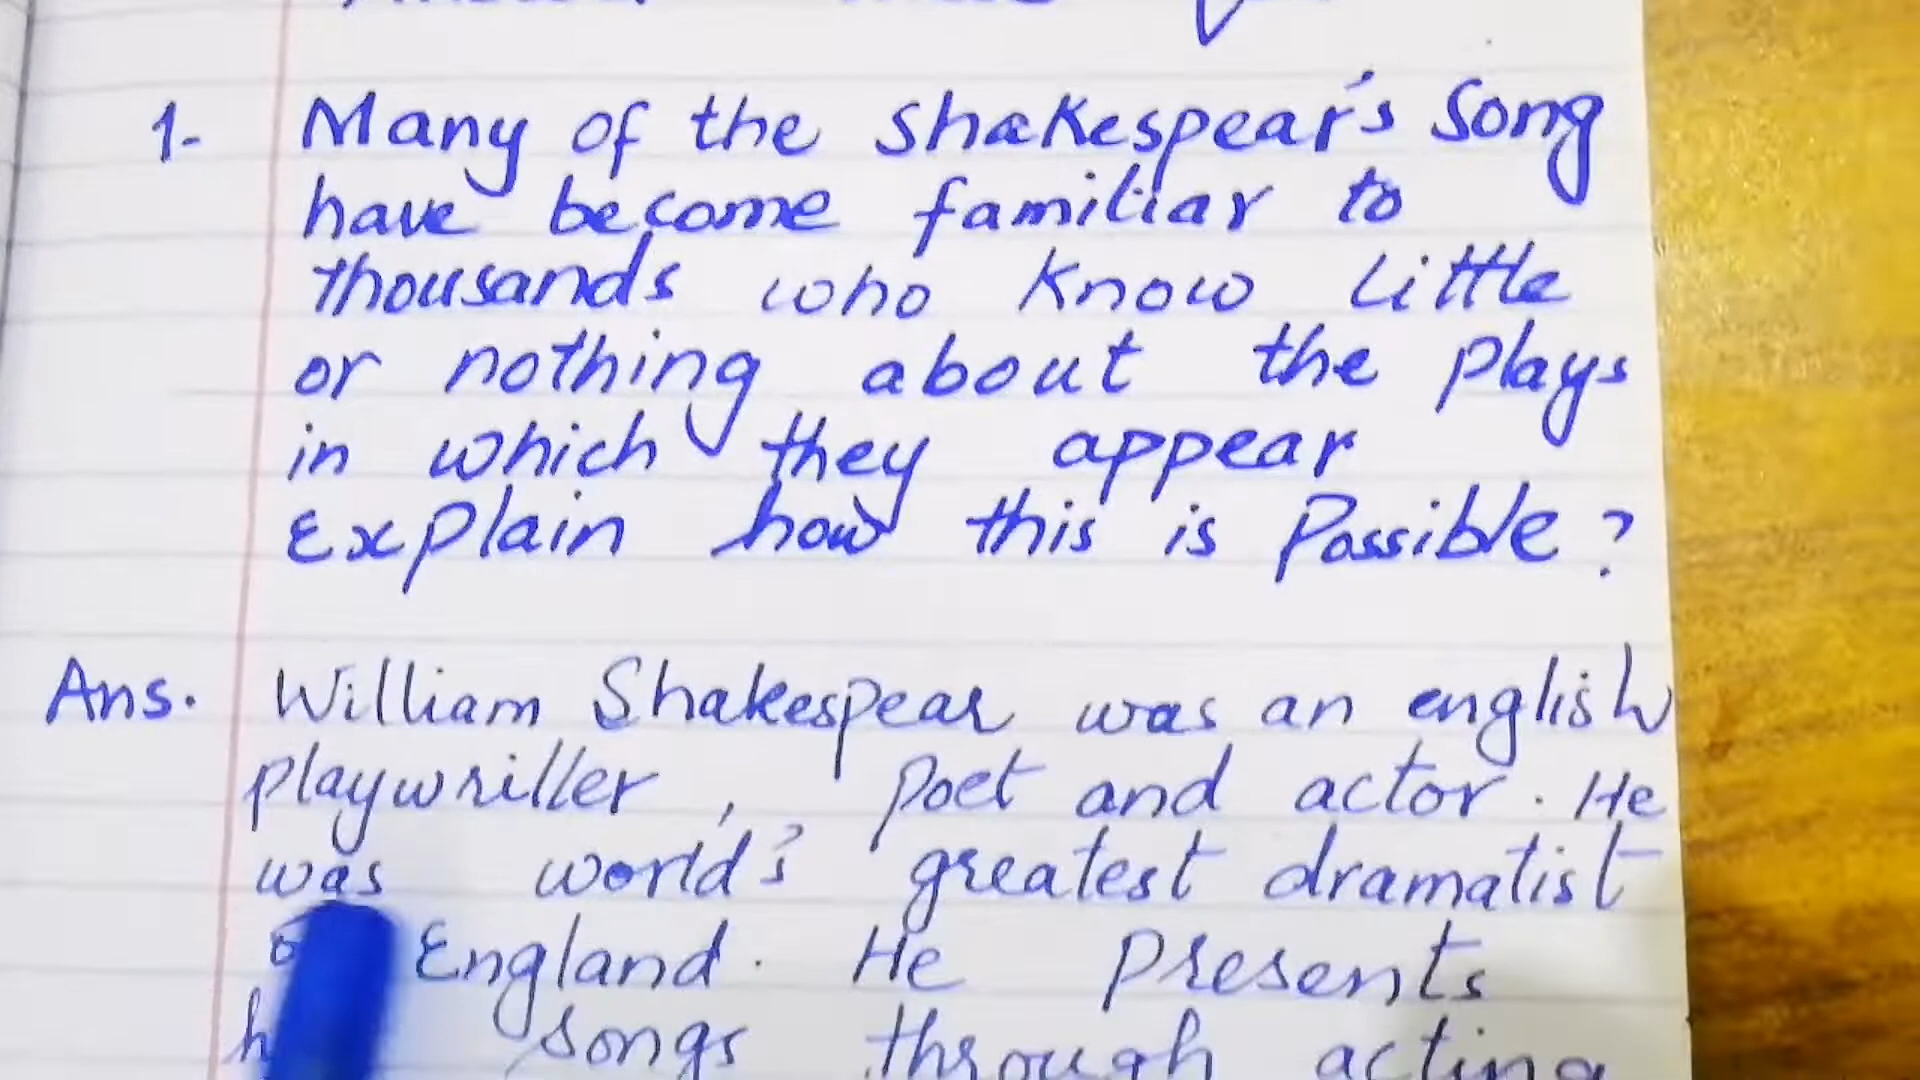 1- Many of the Shakespear's Song
have become familiar to
thousands who know little
or nothing about the plays
in which they appear
Explain how this is Possible?
Ans. William Shakespear was an english
playwriller, poet and actor. He
was world's greatest dramatist
England. He presents
songs through acting